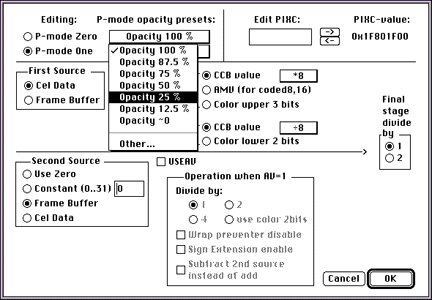 Editing: P-mode opacity presets: Edit PIXC: PIXC-value:
P-mode Zero Opacity 100 % -> 0x1F801F00
P-mode One <-
Opacity 100 %
Opacity 87.5 %
Opacity 75 %
Opacity 50 %
Opacity 25 %
Opacity 12.5 %
Opacity ~0
Other...
First Source
Cel Data
Frame Buffer
CCB value *8
AMV (for coded8,16)
Color upper 3 bits
CCB value ÷8
Color lower 2 bits
Final
stage
divide
by
1
2
Second Source
Use Zero
Constant (0..31) 0
Frame Buffer
Cel Data
USEAV
Operation when AV=1
Divide by:
1 2
4 use color 2bits
Wrap preventer disable
Sign Extension enable
Subtract 2nd source
instead of add
Cancel OK